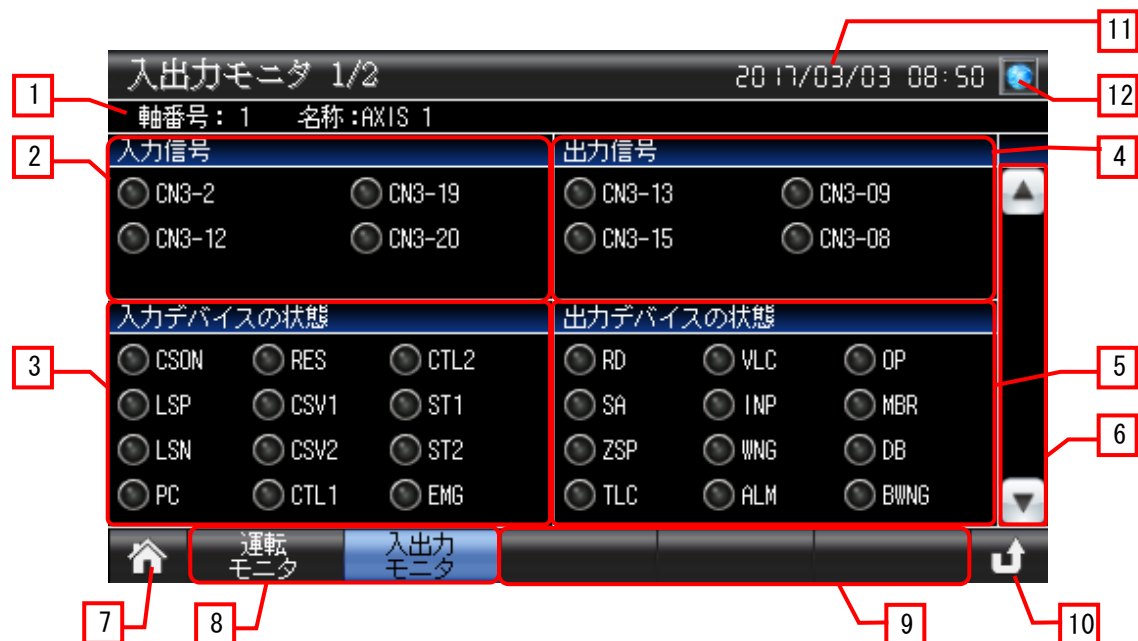 11
入出力モニタ 1/2 2017/03/03 08:50
12
1
軸番号: 1 名称:AXIS 1
2
入力信号 出力信号
4
CN3-2 CN3-19 CN3-13 CN3-09
CN3-12 CN3-20 CN3-15 CN3-08
入力デバイスの状態 出力デバイスの状態
3
CSON RES CTL2 RD VLC OP
5
LSP CSV1 ST1 SA INP MBR
6
LSN CSV2 ST2 ZSP WNG DB
PC CTL1 EMG TLC ALM BWNG
運転 入出力
モニタ モニタ
7 8 9 10